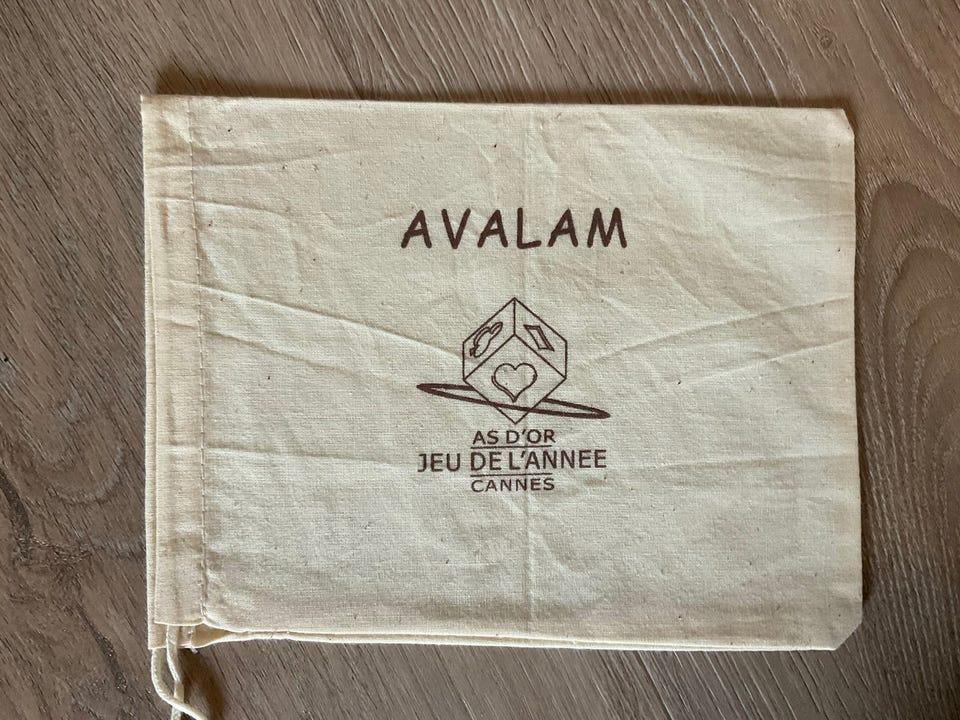 AVALAM
AS D'OR
JEU DE L'ANNEE
CANNES